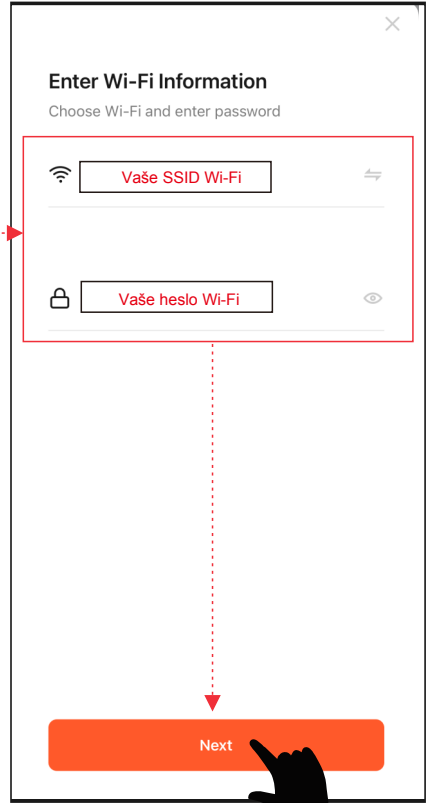 Enter Wi-Fi Information
Choose Wi-Fi and enter password
Vaše SSID Wi-Fi
Vaše heslo Wi-Fi
Next